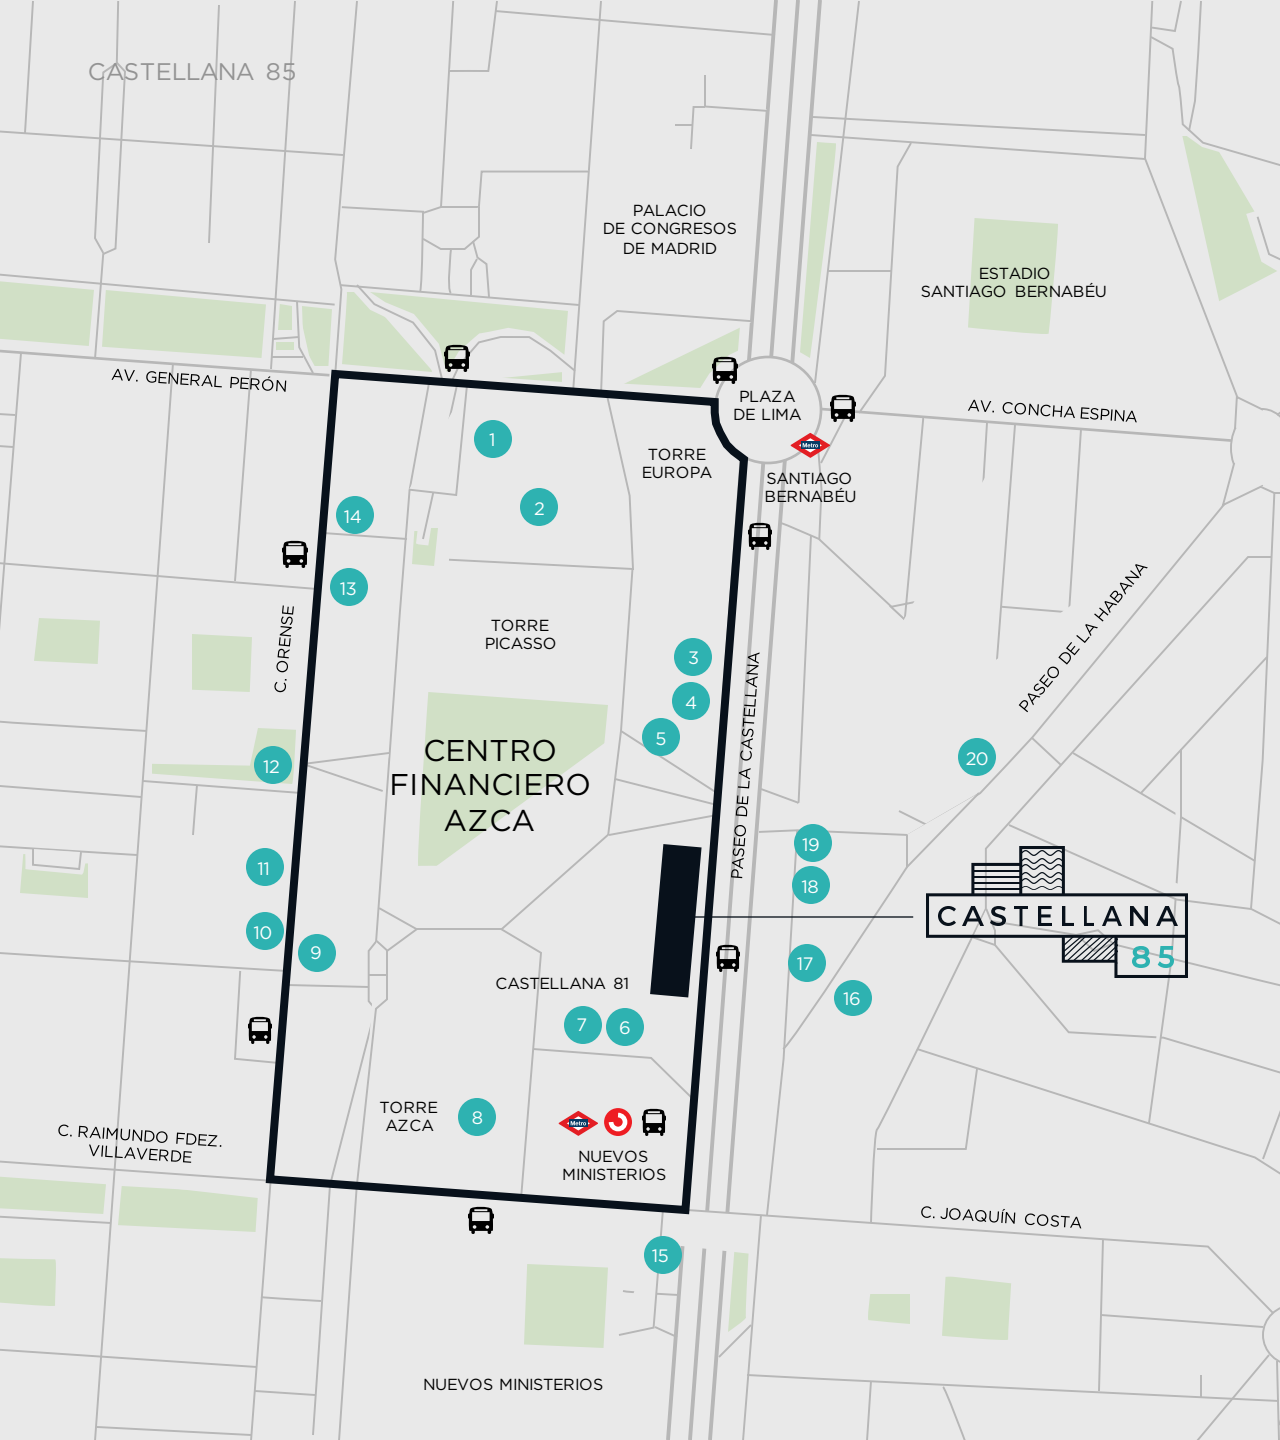 CASTELLANA 85
PALACIO
DE CONGRESOS
DE MADRID
ESTADIO
SANTIAGO BERNABÉU
AV. GENERAL PERÓN
PLAZA
DE LIMA
AV. CONCHA ESPINA
1
TORRE
EUROPA
Metro
SANTIAGO
BERNABÉU
2
14
13
C. ORENSE
TORRE
PICASSO
3
4
5
PASEO DE LA CASTELLANA
PASEO DE LA HABANA
12
CENTRO
FINANCIERO
AZCA
20
19
18
11
10
9
CASTELLANA
85
17
16
CASTELLANA 81
7
6
TORRE
AZCA
8
Metro
NUEVOS
MINISTERIOS
C. RAIMUNDO FDEZ.
VILLAVERDE
C. JOAQUÍN COSTA
15
NUEVOS MINISTERIOS